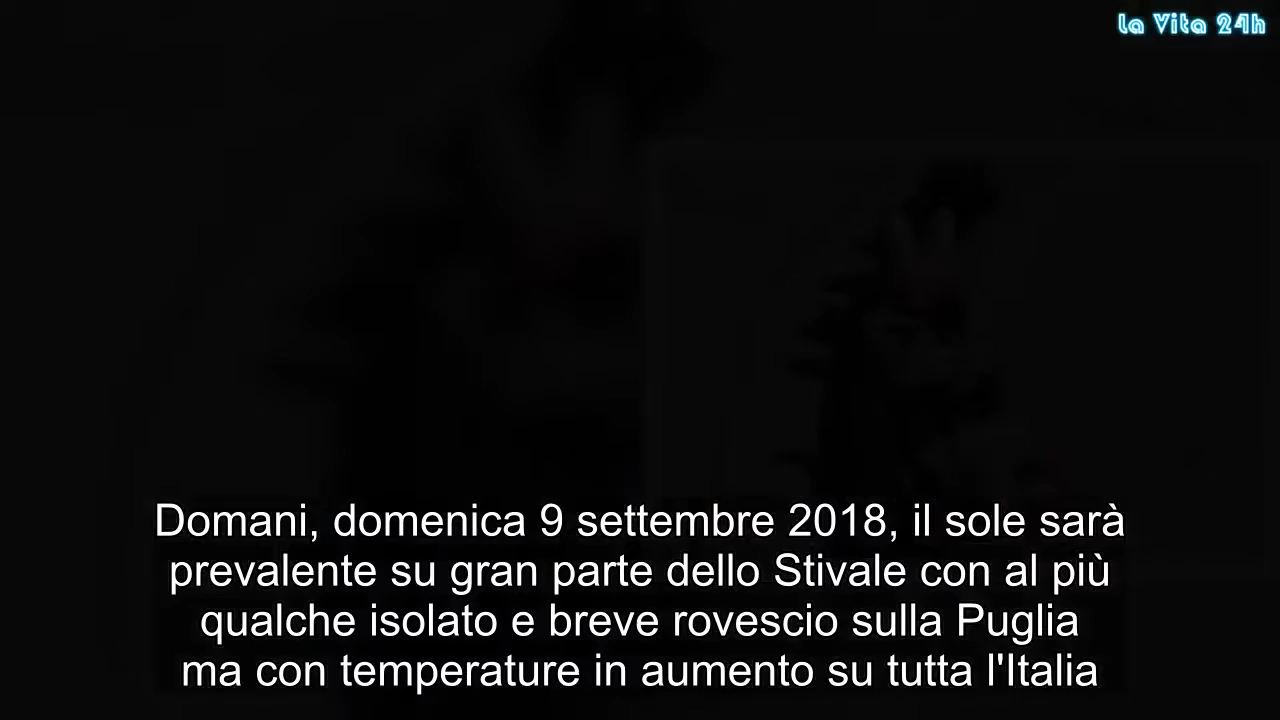 La Vita 24h
Domani, domenica 9 settembre 2018, il sole sarà
prevalente su gran parte dello Stivale con al più
qualche isolato e breve rovescio sulla Puglia
ma con temperature in aumento su tutta l'Italia